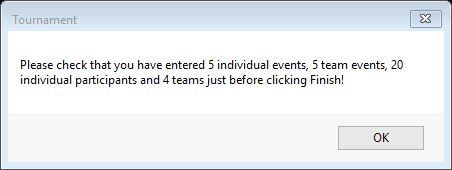 Tournament
Please check that you have entered 5 individual events, 5 team events, 20
individual participants and 4 teams just before clicking Finish!
OK